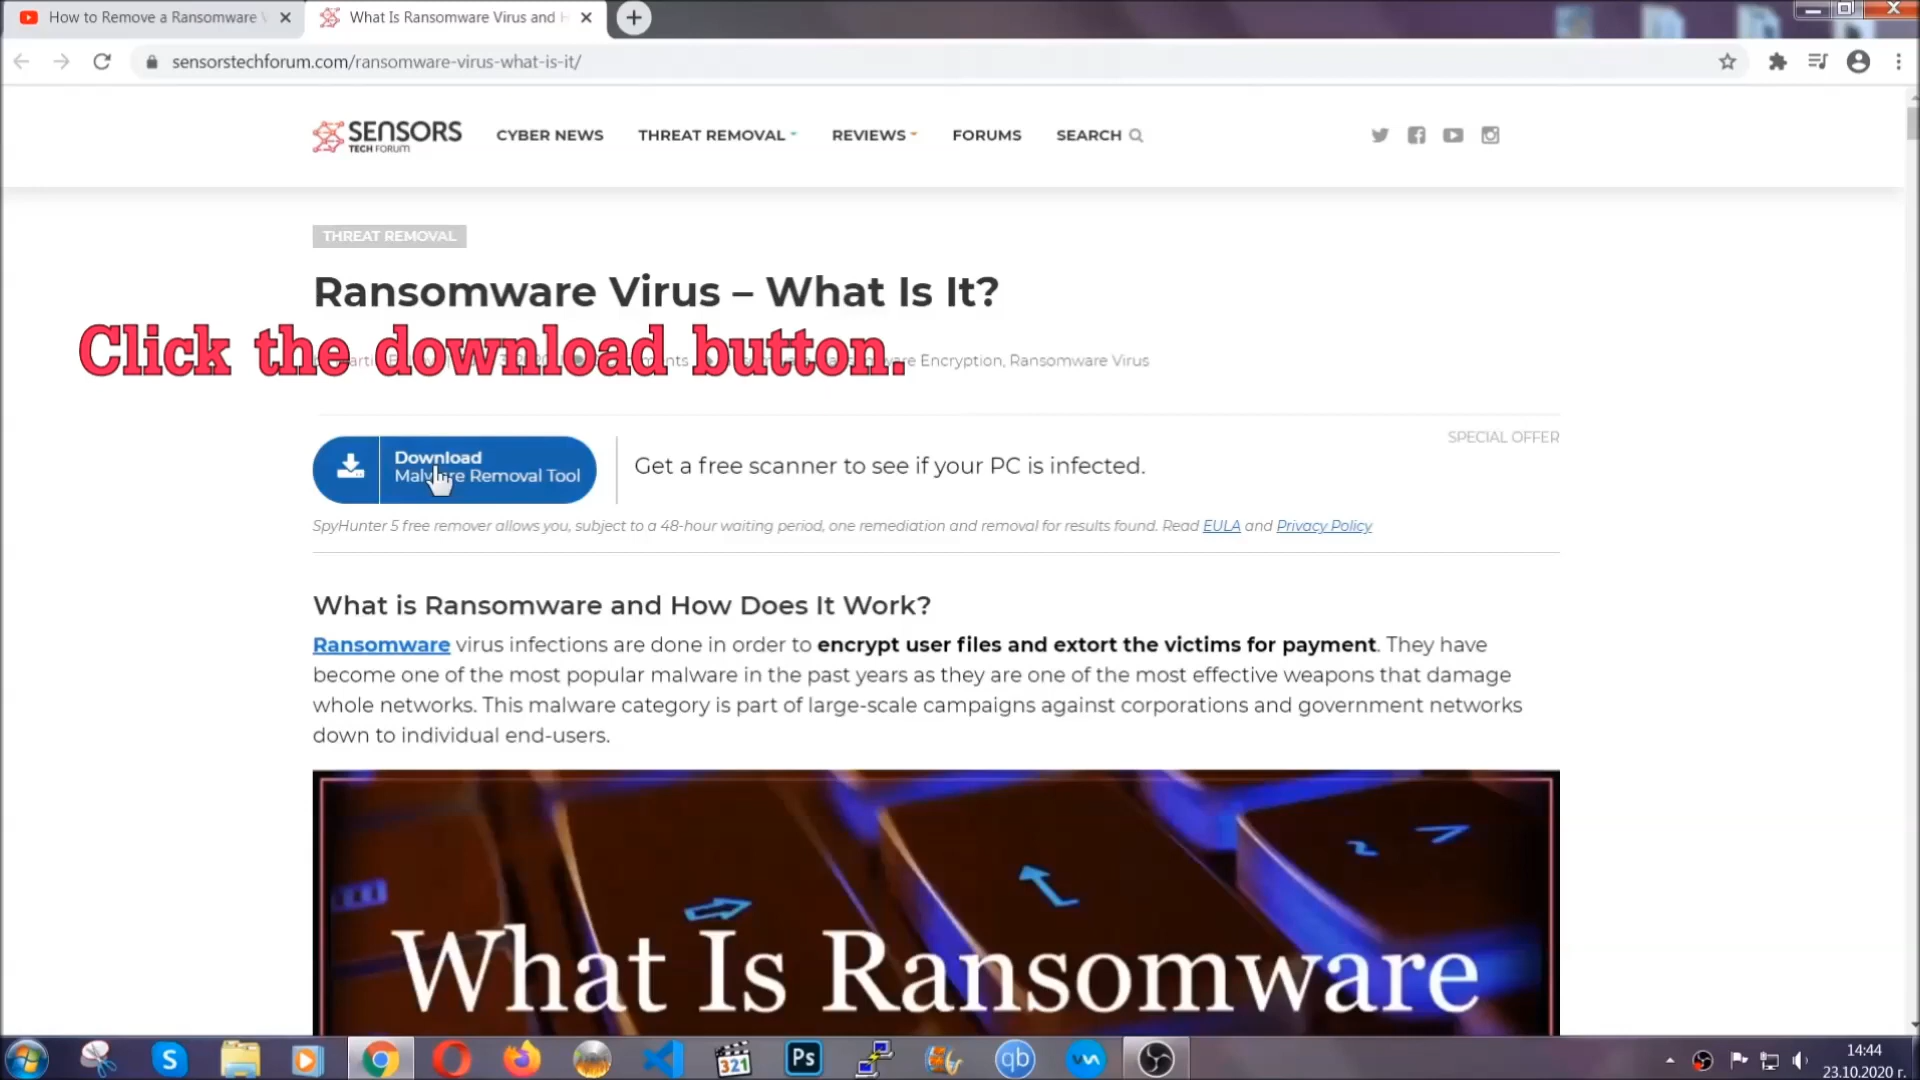 How to Remove a Ransomware V
What Is Ransomware Virus and H
sensorstechforum.com/ransomware-virus-what-is-it/
SENSORS
TECH FORUM
CYBER NEWS
THREAT REMOVAL
REVIEWS
FORUMS
SEARCH
THREAT REMOVAL
Ransomware Virus – What Is It?
Click the download button.
Encryption, Ransomware Virus
SPECIAL OFFER
Download
Malware Removal Tool
Get a free scanner to see if your PC is infected.
SpyHunter 5 free remover allows you, subject to a 48-hour waiting period, one remediation and removal for results found. Read EULA and Privacy Policy
What is Ransomware and How Does It Work?
Ransomware virus infections are done in order to encrypt user files and extort the victims for payment. They have
become one of the most popular malware in the past years as they are one of the most effective weapons that damage
whole networks. This malware category is part of large-scale campaigns against corporations and government networks
down to individual end-users.
What Is Ransomware
S
321
Ps
qb
14:44
23.10.2020 г.